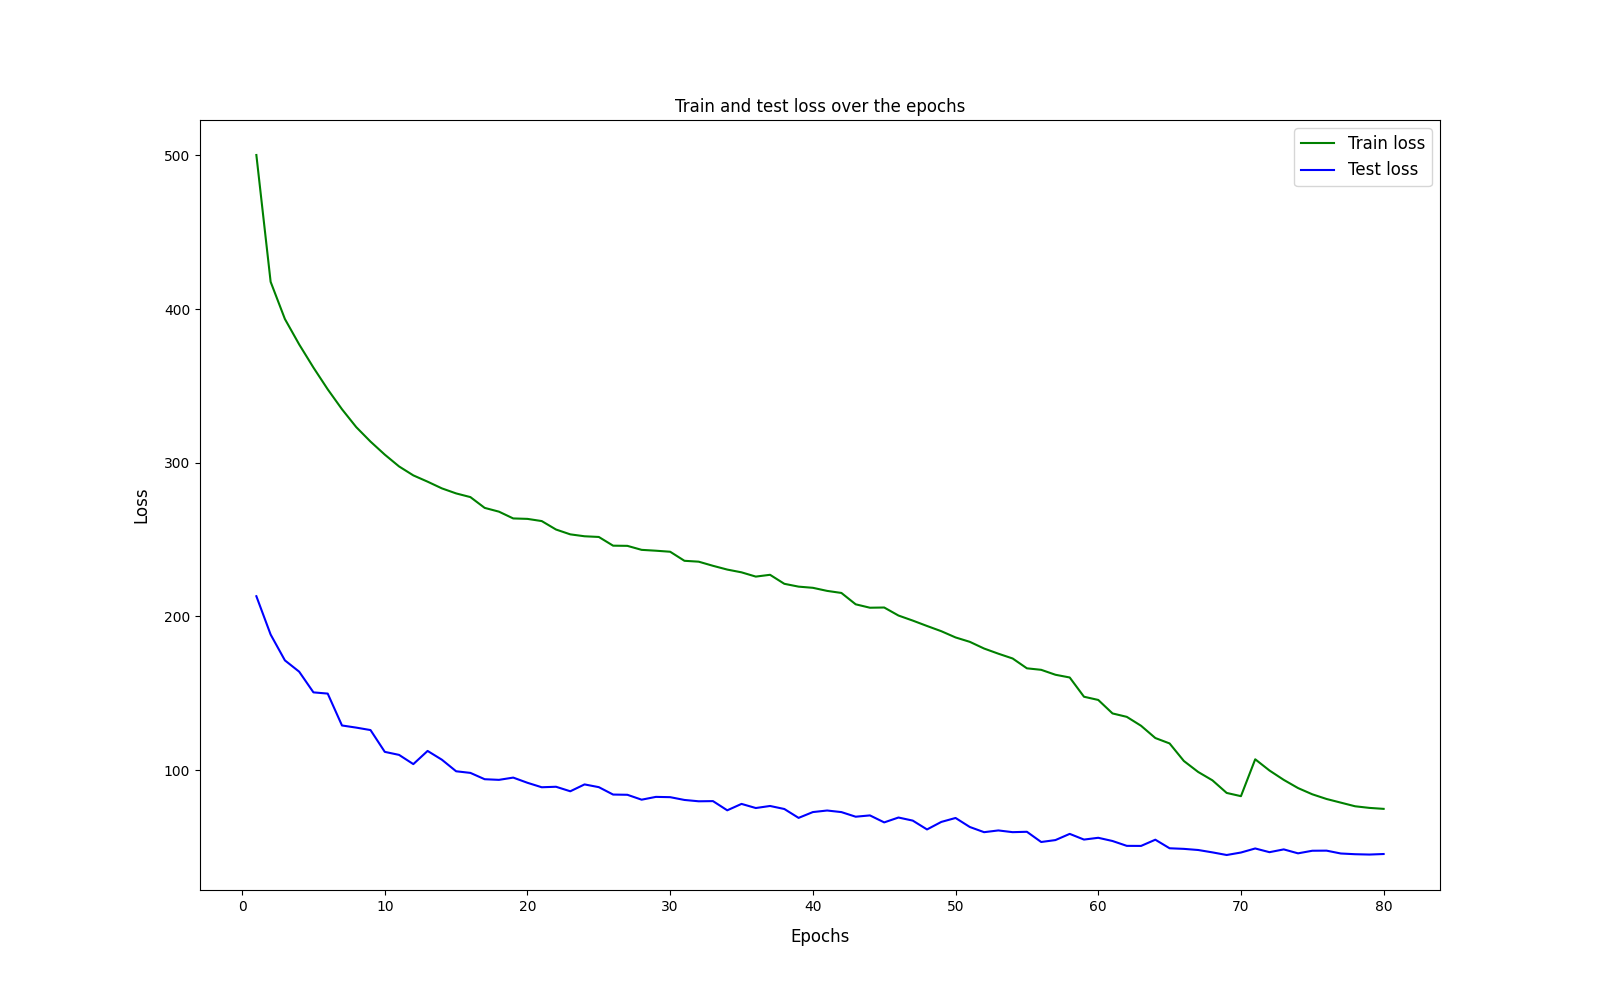 Train and test loss over the epochs
Train loss
Test loss
Loss
500
400
300
200
100
0 10 20 30 40 50 60 70 80
Epochs